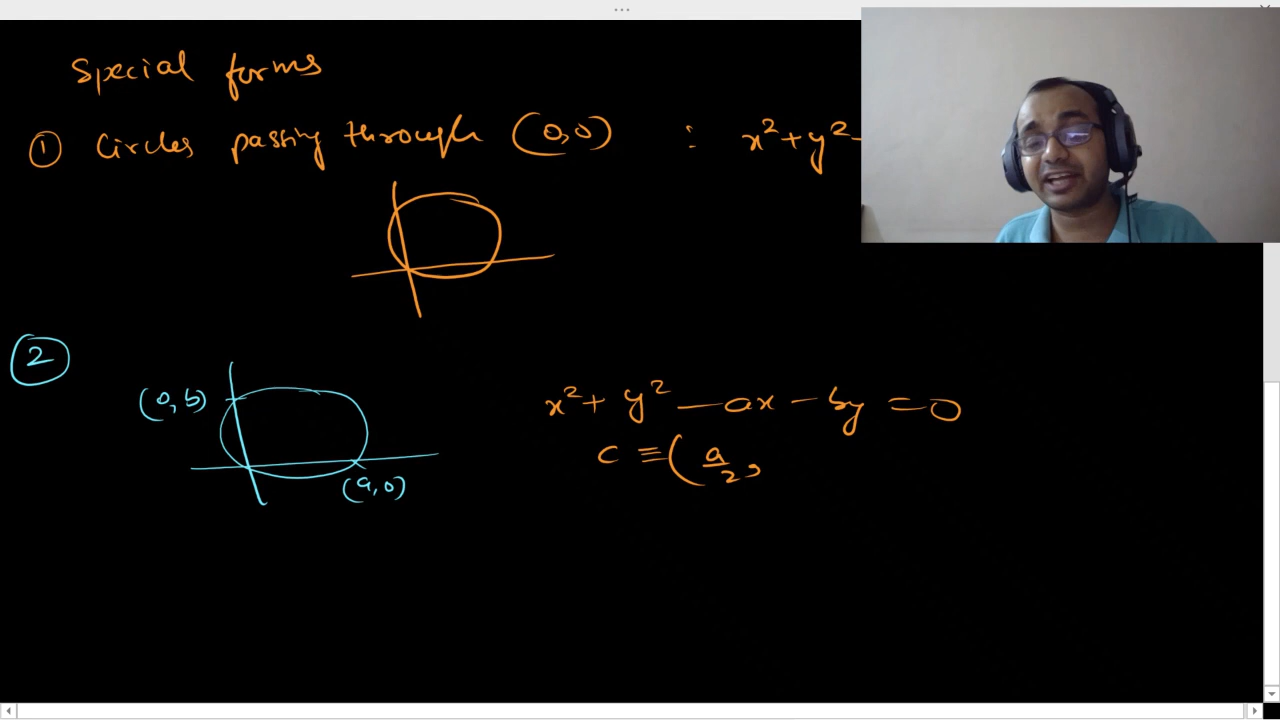 Special forms
① Circles passing through (0,0) : x²+y²-
②
(0,b)
x²+ y² -ax - by =0
c ≡ ( a/2,
(a,0)